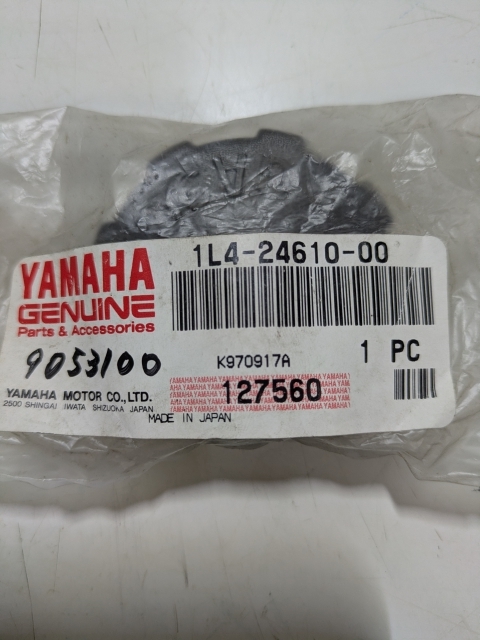 1L4-24610-00
YAMAHA
GENUINE
Parts & Accessories
9053100
K970917A
1 PC
YAMAHA MOTOR CO., LTD.
2500 SHINGAI IWATA SHIZUOKA JAPAN
127560
MADE IN JAPAN